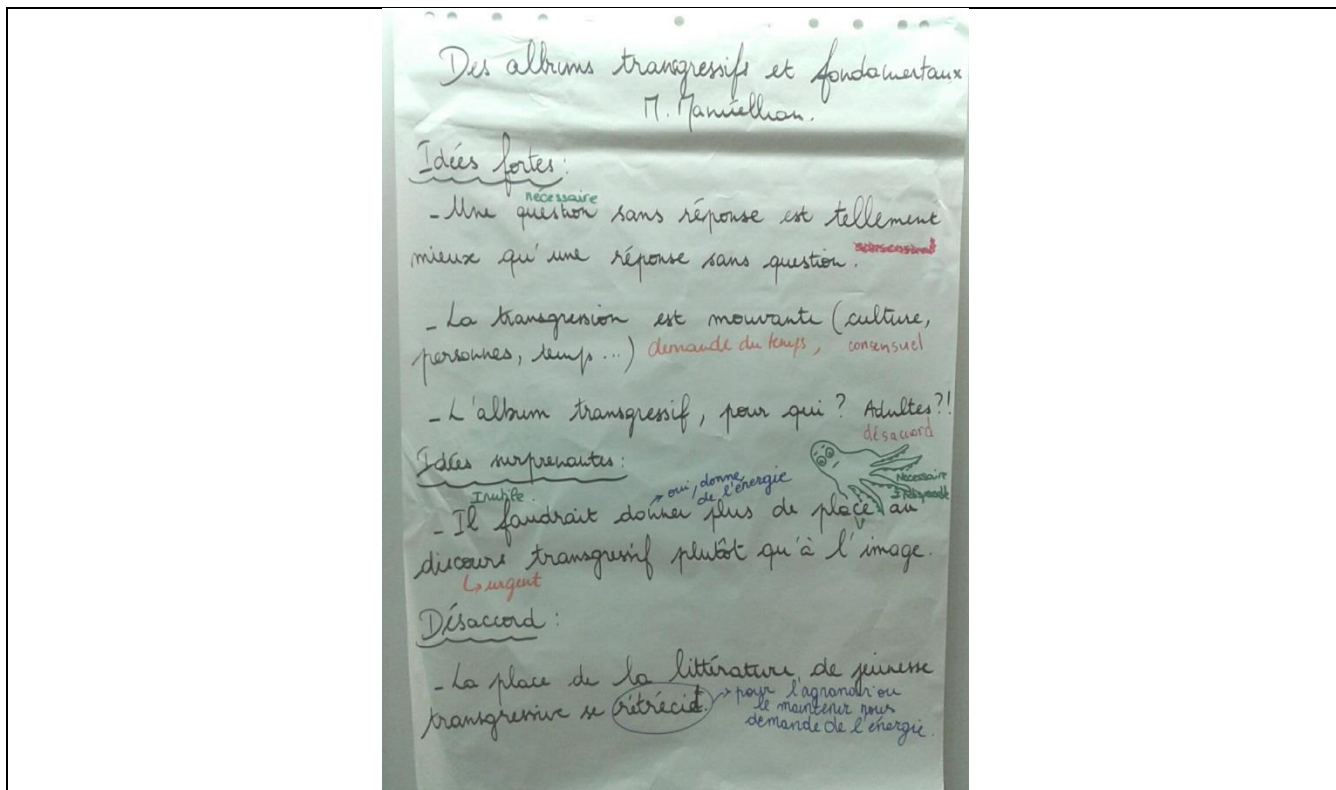 Des albums transgressifs et fondamentaux
M. Manuélian.
Idées fortes :
nécessaire
- Une question sans réponse est tellement
mieux qu'une réponse sans question.
- La transgression est mouvante (culture,
personnes, temps ...) demande du temps, consensuel
- L'album transgressif, pour qui ? Adultes ?!
désaccord
Idées surprenantes :
oui, donne
de l'énergie
Nécessaire
Inutile.
- Il faudrait donner plus de place au
discours transgressif plutôt qu'à l'image.
↳ urgent
Désaccord :
- La place de la littérature de jeunesse
transgressive se rétrécit. → pour l'agrandir ou
le maintenir nous
demande de l'énergie.